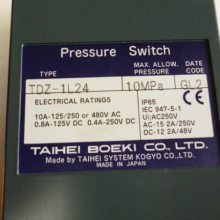 Pressure Switch
TYPE MAX. ALLOW. PRESSURE DATE CODE
TDZ-1L24 10MPa GL2
ELECTRICAL RATINGS IP65
10A-125/250 or 480V AC IEC 947-5-1
0.8A-125V DC 0.4A-250V DC Ui:AC250V
AC-15 2A/250V
DC-12 2A/48V
TAIHEI BOEKI CO., LTD.
MADE BY TAIHEI SYSTEM KOGYO CO., LTD.
MADE IN JAPAN